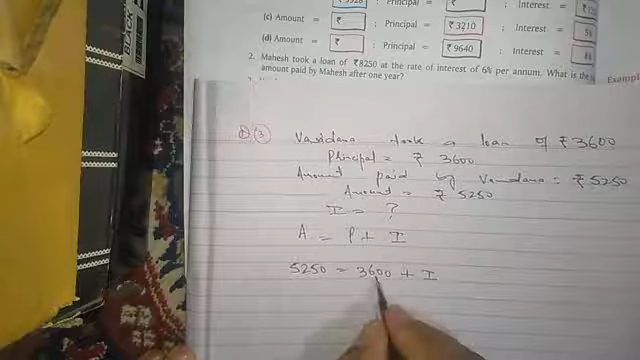 Principal = ₹ ; Interest = ₹
(c) Amount = ₹ ; Principal ₹ 3210 ; Interest =
(d) Amount = ₹ ; Principal = ₹ 9640 ; Interest =
2. Mahesh took a loan of ₹8250 at the rate of interest of 6% per annum. What is the
amount paid by Mahesh after one year?
Example
BLACK
③ Vandana took a loan of ₹3600
Principal = ₹ 3600
Amount paid by Vandana = ₹5250
Amount = ₹ 5250
I = ?
A = P + I
5250 = 3600 + I